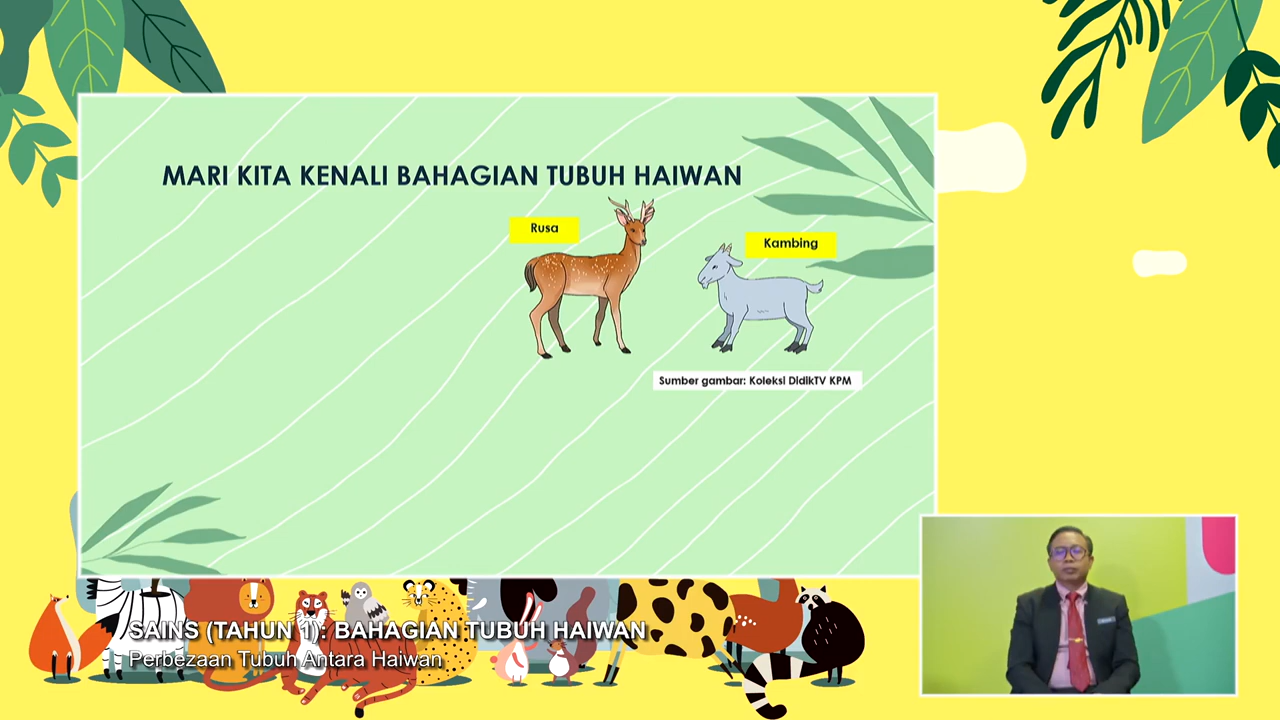 MARI KITA KENALI BAHAGIAN TUBUH HAIWAN
Rusa
Kambing
Sumber gambar: Koleksi DidikTV KPM
SAINS (TAHUN 1): BAHAGIAN TUBUH HAIWAN
Perbezaan Tubuh Antara Haiwan